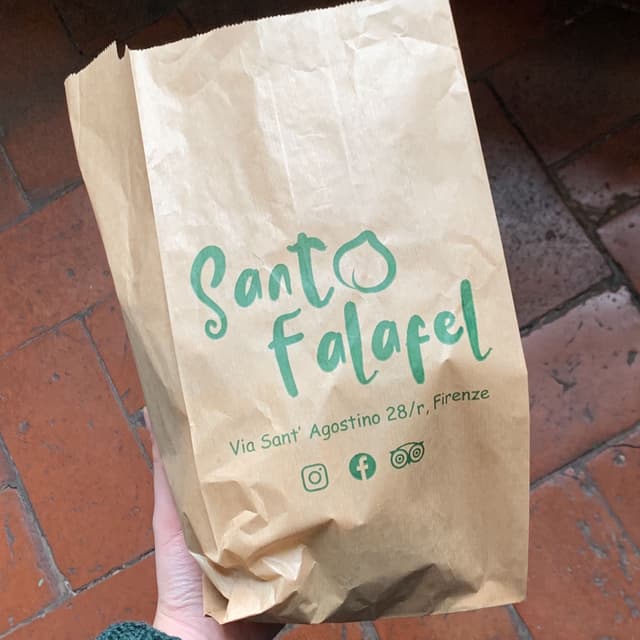 Santo
Falafel
Via Sant' Agostino 28/r, Firenze